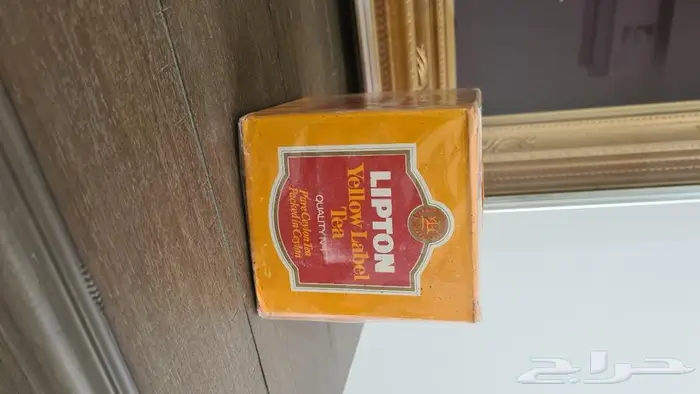 LIPTON
Yellow Label
Tea
QUALITY No 1
Pure Ceylon Tea
Packed in Ceylon
حراج